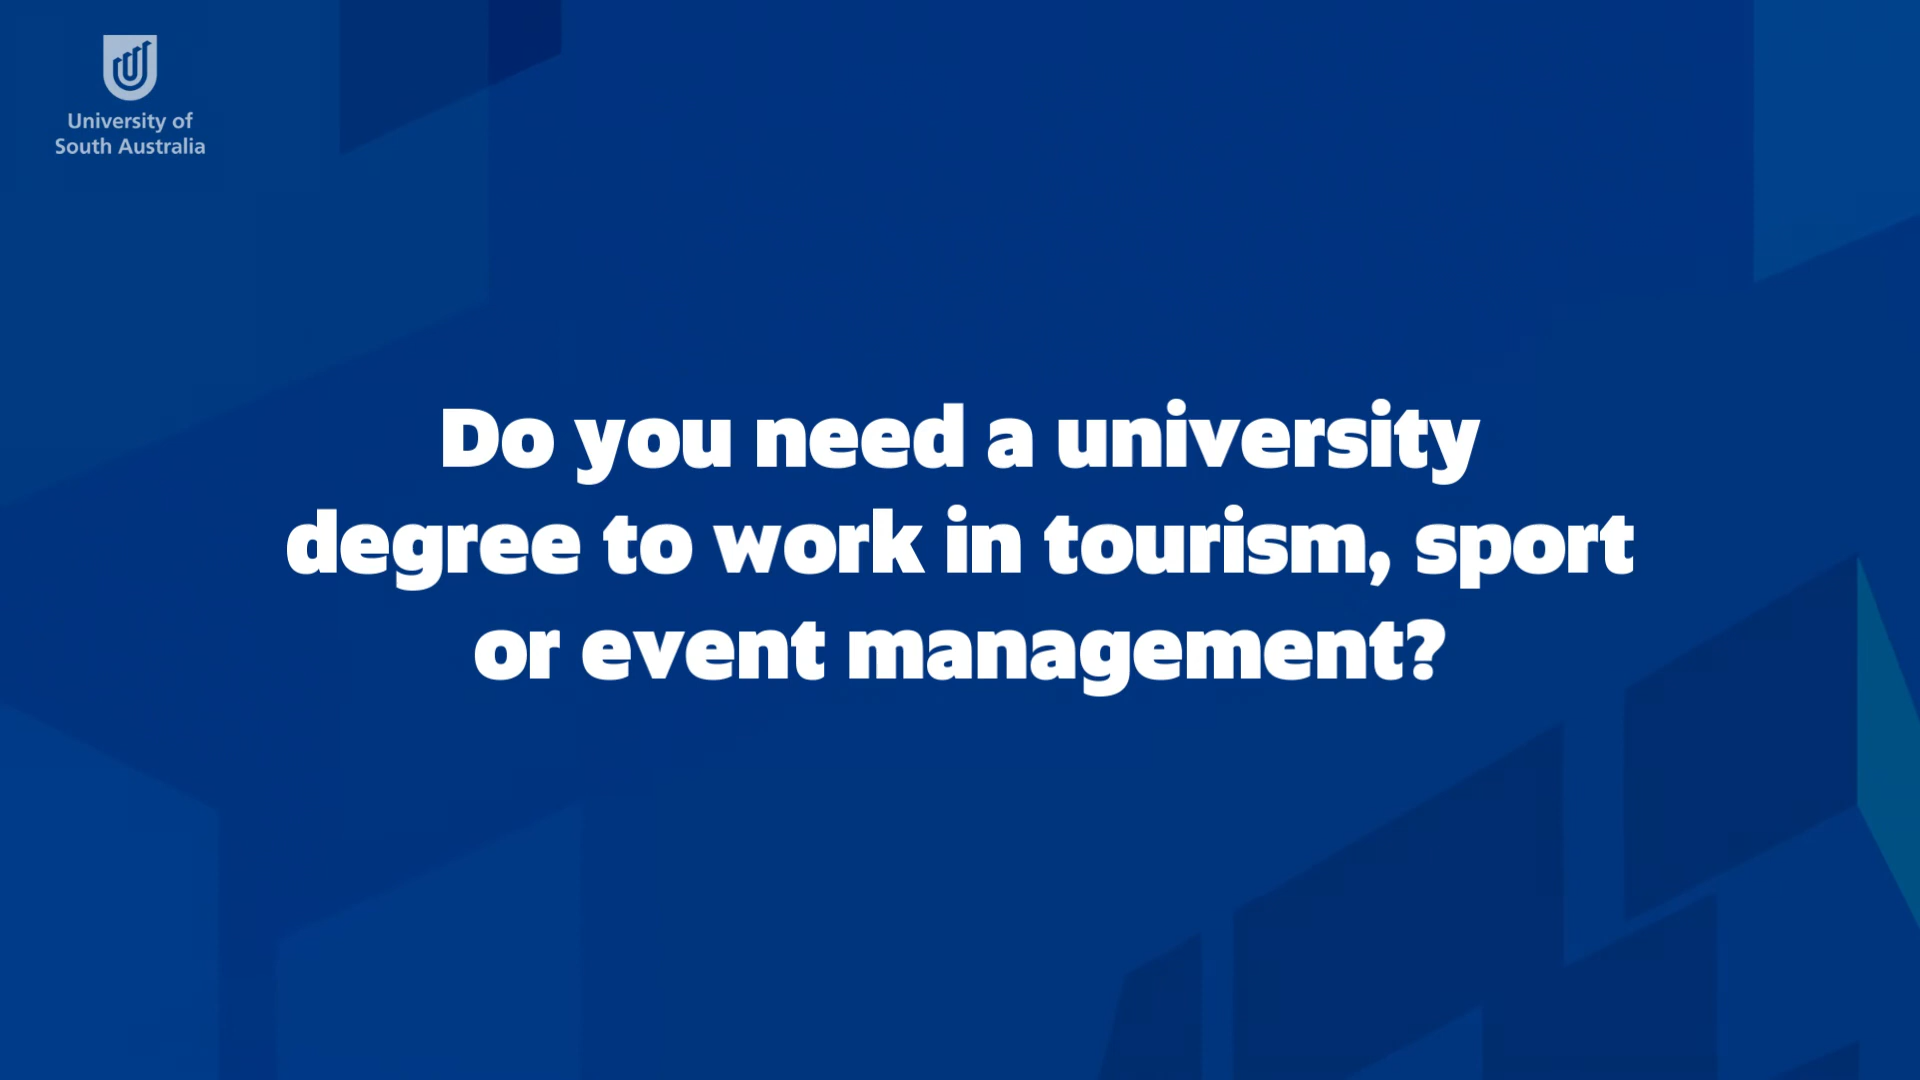 University of
South Australia
Do you need a university
degree to work in tourism, sport
or event management?